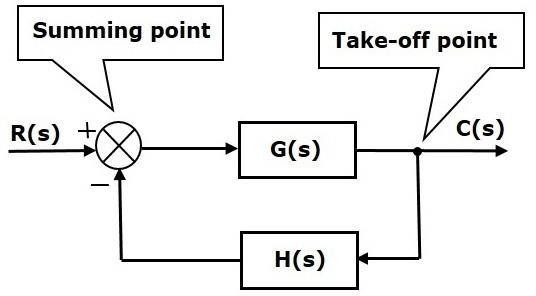 Summing point
Take-off point
R(s)
+
C(s)
G(s)
−
H(s)